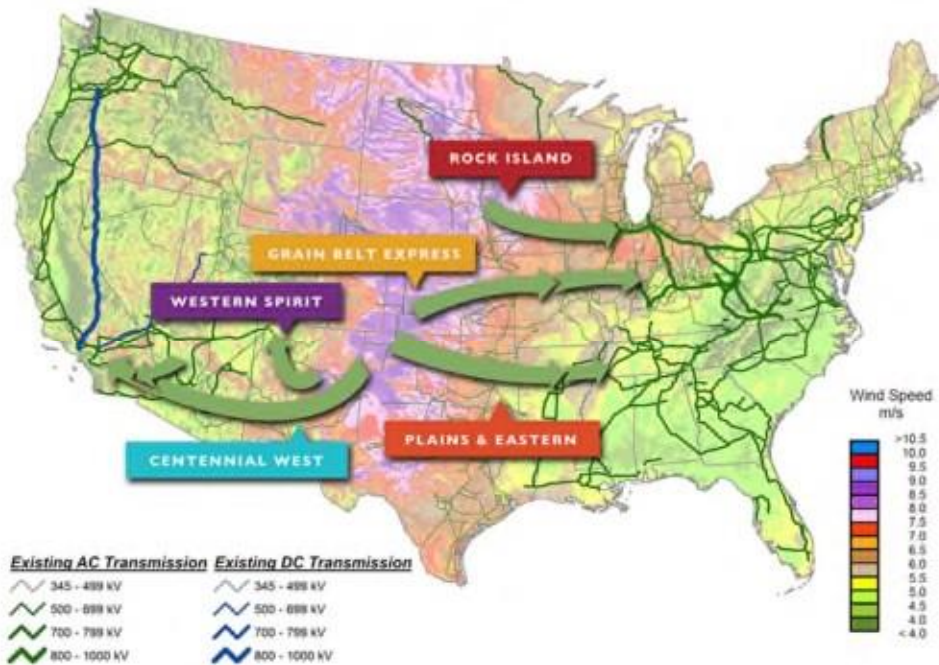 ROCK ISLAND
GRAIN BELT EXPRESS
WESTERN SPIRIT
CENTENNIAL WEST
PLAINS & EASTERN
Wind Speed
m/s
>10.5
10.0
9.5
9.0
8.5
8.0
7.5
7.0
6.5
6.0
5.5
5.0
4.5
4.0
< 4.0
Existing AC Transmission
345 - 499 kV
500 - 699 kV
700 - 799 kV
800 - 1000 kV
Existing DC Transmission
345 - 499 kV
500 - 699 kV
700 - 799 kV
800 - 1000 kV